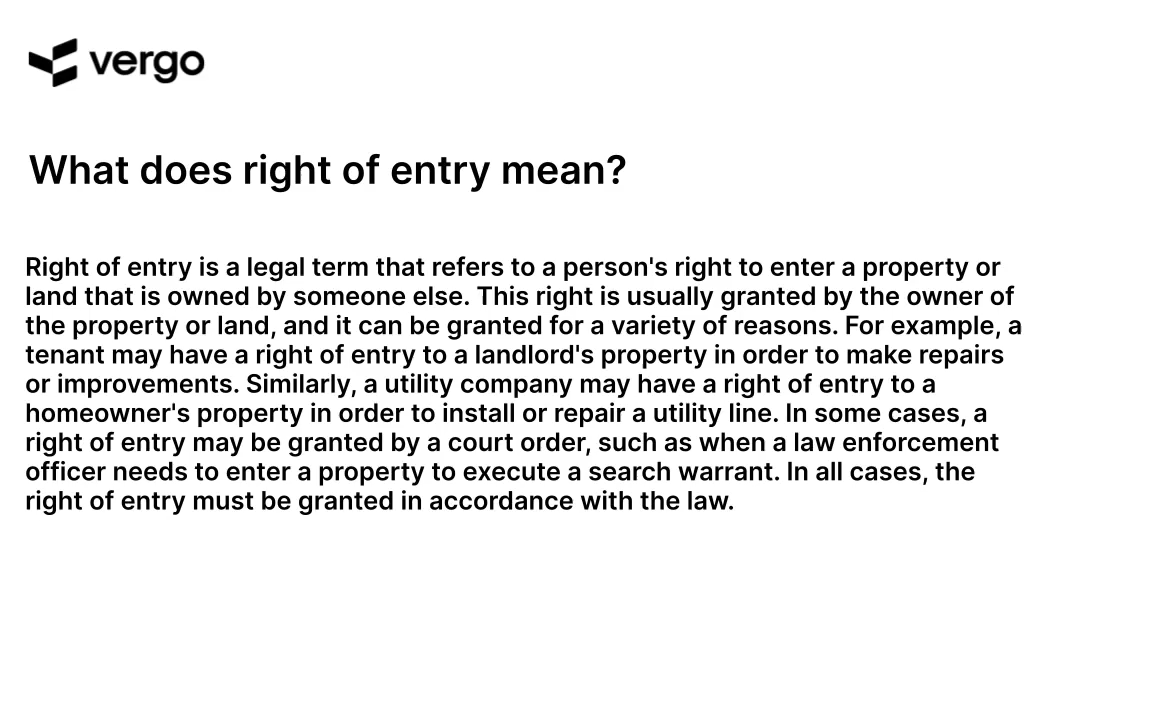 vergo
What does right of entry mean?
Right of entry is a legal term that refers to a person's right to enter a property or
land that is owned by someone else. This right is usually granted by the owner of
the property or land, and it can be granted for a variety of reasons. For example, a
tenant may have a right of entry to a landlord's property in order to make repairs
or improvements. Similarly, a utility company may have a right of entry to a
homeowner's property in order to install or repair a utility line. In some cases, a
right of entry may be granted by a court order, such as when a law enforcement
officer needs to enter a property to execute a search warrant. In all cases, the
right of entry must be granted in accordance with the law.